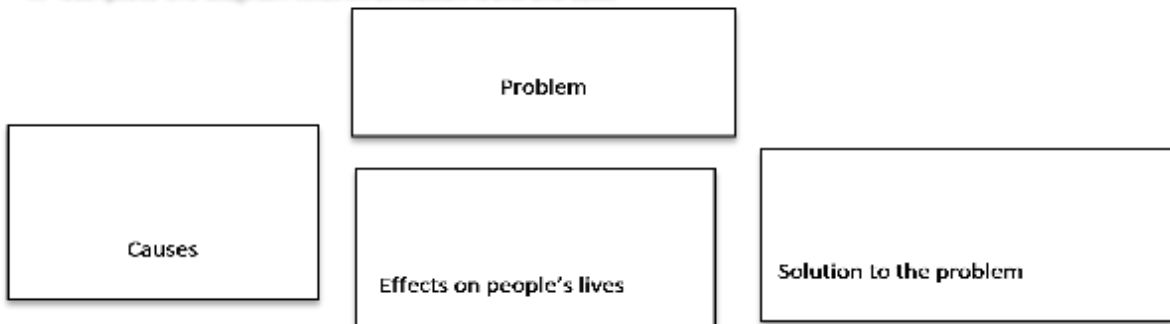 Problem
Causes
Effects on people's lives
Solution to the problem